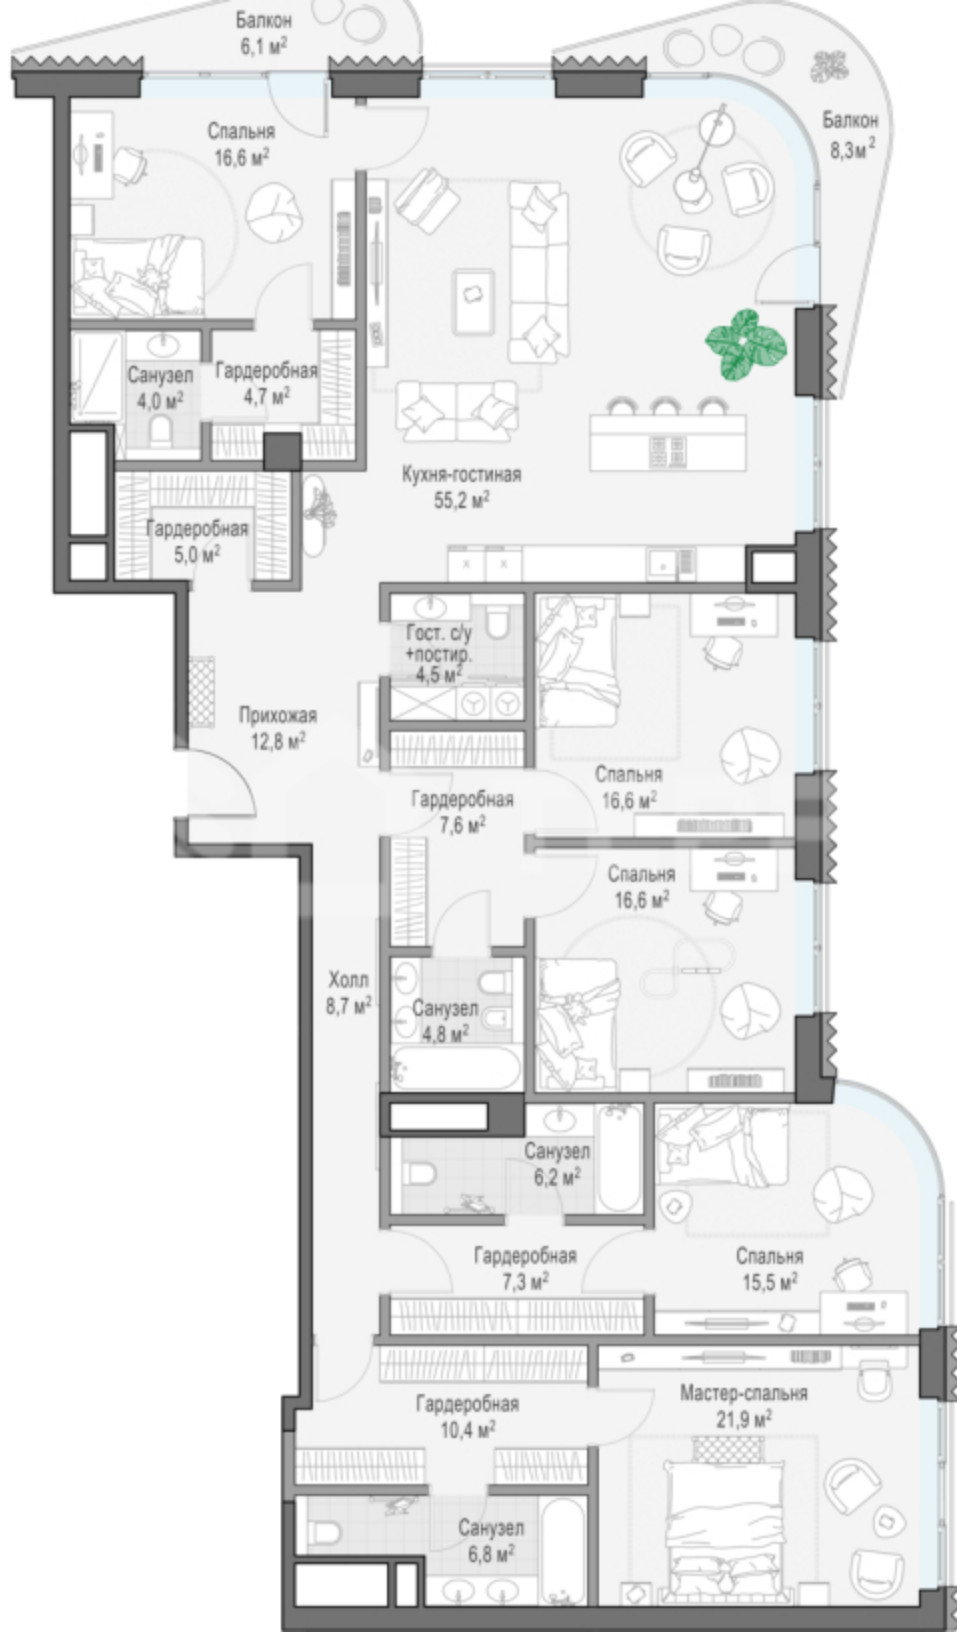 Балкон
6,1 м²
Балкон
8,3 м²
Спальня
16,6 м²
Санузел
4,0 м²
Гардеробная
4,7 м²
Кухня-гостиная
55,2 м²
Гардеробная
5,0 м²
Гост. с/у
+постир.
4,5 м²
Прихожая
12,8 м²
Спальня
16,6 м²
Гардеробная
7,6 м²
Спальня
16,6 м²
Холл
8,7 м²
Санузел
4,8 м²
Санузел
6,2 м²
Гардеробная
7,3 м²
Спальня
15,5 м²
Гардеробная
10,4 м²
Мастер-спальня
21,9 м²
Санузел
6,8 м²